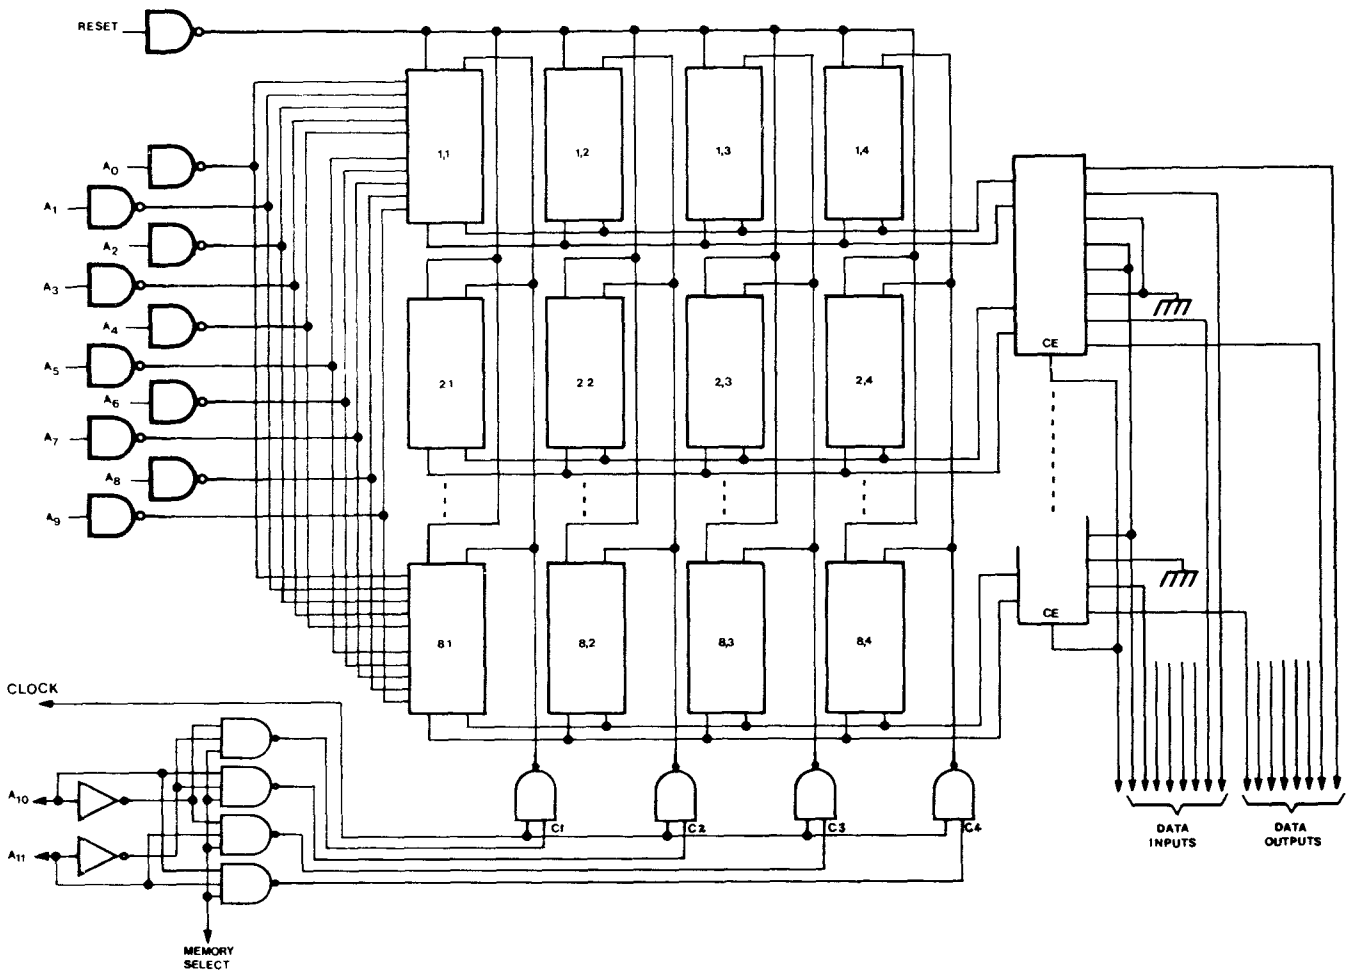 RESET
1,1
1,2
1,3
1,4
A0
A1
A2
A3
A4
A5
A6
A7
A8
A9
CE
2 1
2 2
2,3
2,4
8 1
8,2
8,3
8,4
CE
CLOCK
A10
A11
C1
C2
C3
C4
DATA
INPUTS
DATA
OUTPUTS
MEMORY
SELECT